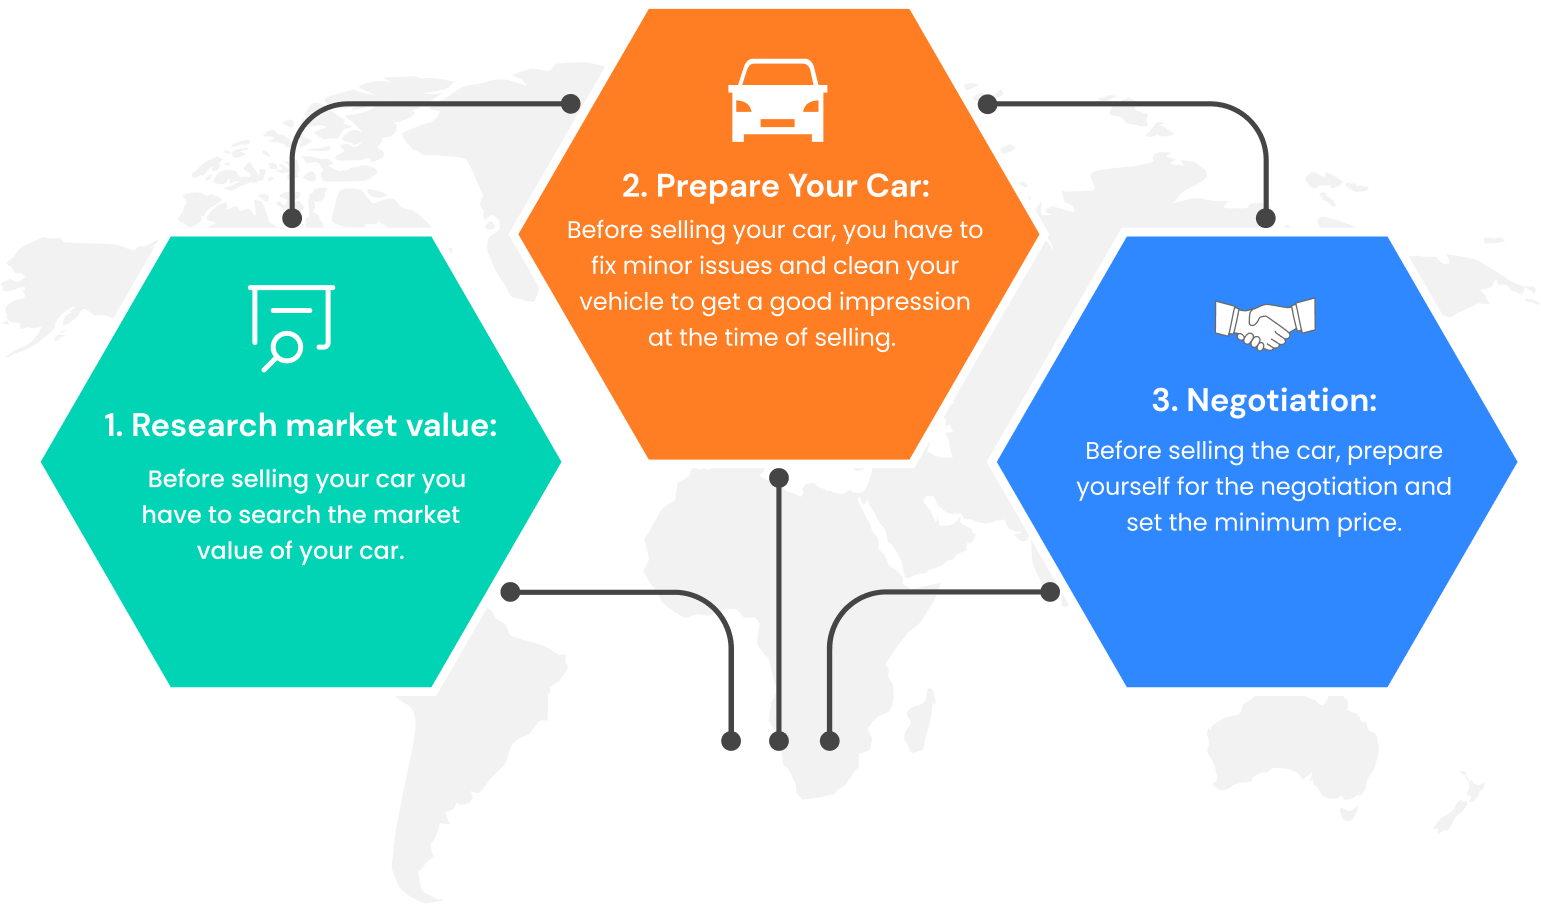 1. Research market value:
Before selling your car you
have to search the market
value of your car.
2. Prepare Your Car:
Before selling your car, you have to
fix minor issues and clean your
vehicle to get a good impression
at the time of selling.
3. Negotiation:
Before selling the car, prepare
yourself for the negotiation and
set the minimum price.